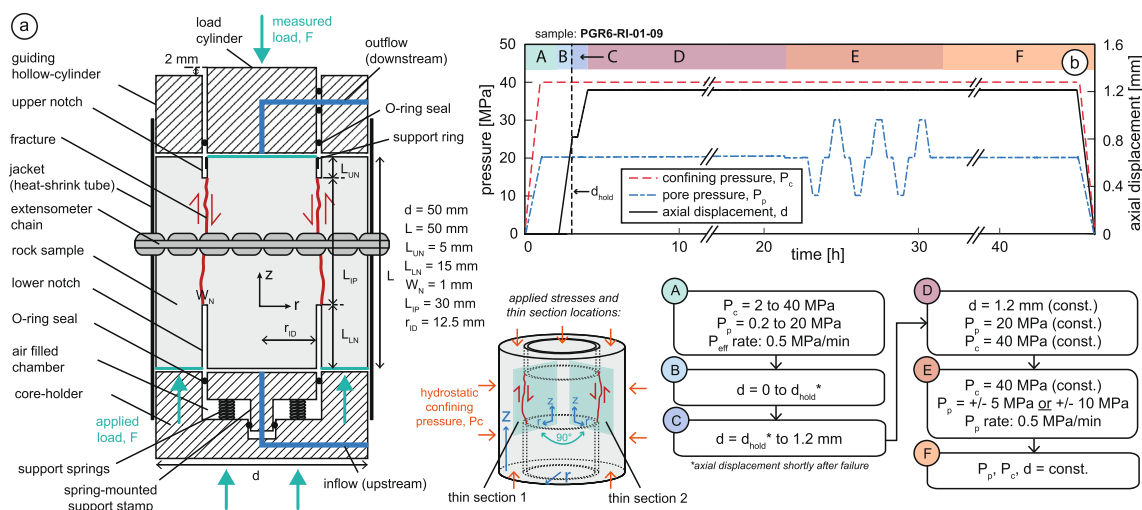 a
load
cylinder
measured
load, F
2 mm
guiding
hollow-cylinder
upper notch
fracture
jacket
(heat-shrink tube)
extensometer
chain
rock sample
lower notch
O-ring seal
air filled
chamber
core-holder
applied
load, F
support springs
spring-mounted
support stamp
outflow
(downstream)
O-ring seal
support ring
L_UN
L_IP
L
L_LN
W_N
z
r
r_ID
d
inflow (upstream)
d = 50 mm
L = 50 mm
L_UN = 5 mm
L_LN = 15 mm
W_N = 1 mm
L_IP = 30 mm
r_ID = 12.5 mm
applied stresses and
thin section locations:
hydrostatic
confining
pressure, Pc
z
z
z
r
r
90°
r
thin section 1
thin section 2
sample: PGR6-RI-01-09
b
A
B
C
D
E
F
pressure [MPa]
50
40
30
20
10
0
axial displacement [mm]
1.6
1.2
0.8
0.4
0
d_hold
confining pressure, P_c
pore pressure, P_p
axial displacement, d
0
10
20
30
40
time [h]
A
P_c = 2 to 40 MPa
P_p = 0.2 to 20 MPa
P_eff rate: 0.5 MPa/min
B
d = 0 to d_hold*
C
d = d_hold* to 1.2 mm
*axial displacement shortly after failure
D
d = 1.2 mm (const.)
P_p = 20 MPa (const.)
P_c = 40 MPa (const.)
E
P_c = 40 MPa (const.)
P_p = +/- 5 MPa or +/- 10 MPa
P_p rate: 0.5 MPa/min
F
P_p, P_c, d = const.